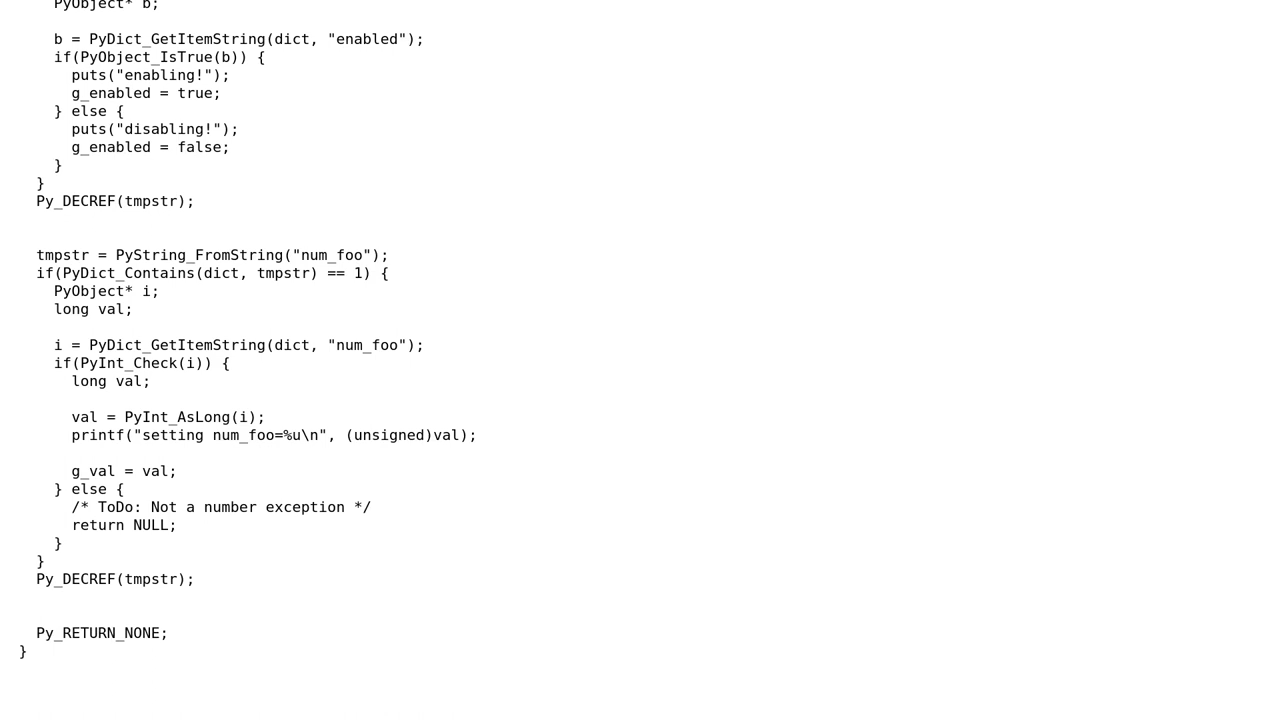 PyObject* b;
b = PyDict_GetItemString(dict, "enabled");
if(PyObject_IsTrue(b)) {
puts("enabling!");
g_enabled = true;
} else {
puts("disabling!");
g_enabled = false;
}
}
Py_DECREF(tmpstr);
tmpstr = PyString_FromString("num_foo");
if(PyDict_Contains(dict, tmpstr) == 1) {
PyObject* i;
long val;
i = PyDict_GetItemString(dict, "num_foo");
if(PyInt_Check(i)) {
long val;
val = PyInt_AsLong(i);
printf("setting num_foo=%u\n", (unsigned)val);
g_val = val;
} else {
/* ToDo: Not a number exception */
return NULL;
}
}
Py_DECREF(tmpstr);
Py_RETURN_NONE;
}